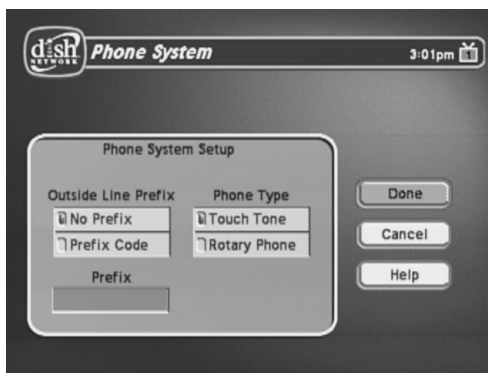 dish
NETWORK
Phone System
3:01pm
1
Phone System Setup
Outside Line Prefix
Phone Type
No Prefix
Touch Tone
Prefix Code
Rotary Phone
Prefix
Done
Cancel
Help